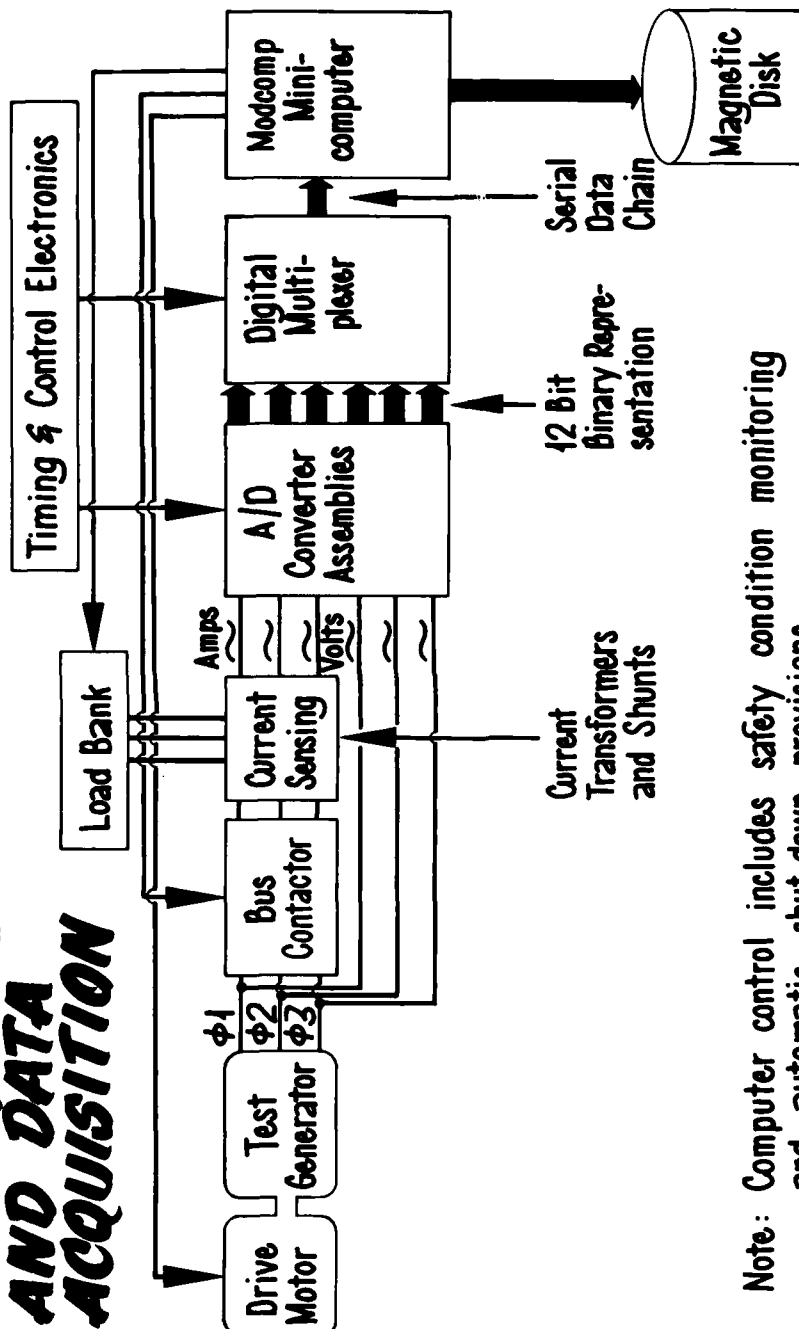 AND DATA
ACQUISITION
Timing & Control Electronics
Load Bank
Drive
Motor
Test
Generator
ϕ1
ϕ2
ϕ3
Bus
Contactor
Current
Sensing
Amps
~
~
~
Volts
~
~
~
A/D
Converter
Assemblies
Digital
Multi-
plexer
Modcomp
Mini-
computer
Current
Transformers
and Shunts
12 Bit
Binary Repre-
sentation
Serial
Data
Chain
Magnetic
Disk
Note: Computer control includes safety condition monitoring
and automatic shut down provisions